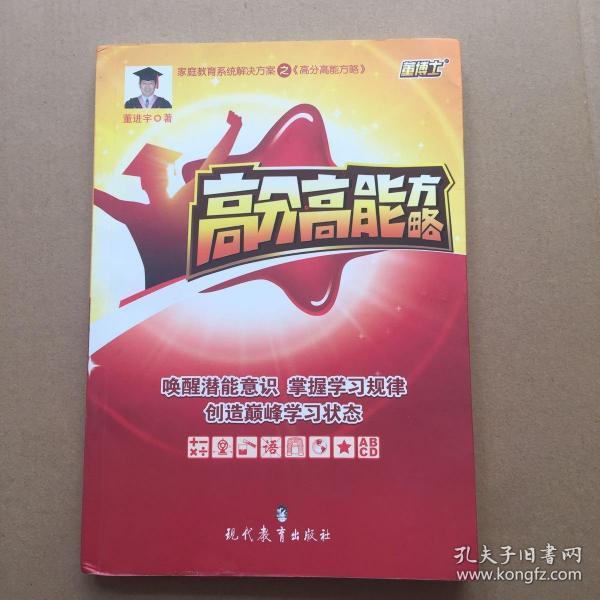 家庭教育系统解决方案之《高分高能方略》
董博士®
董进宇◎著
高分高能方略
唤醒潜能意识 掌握学习规律
创造巅峰学习状态
+−×÷
语
AB
CD
现代教育出版社
孔夫子旧书网
www.kongfz.com